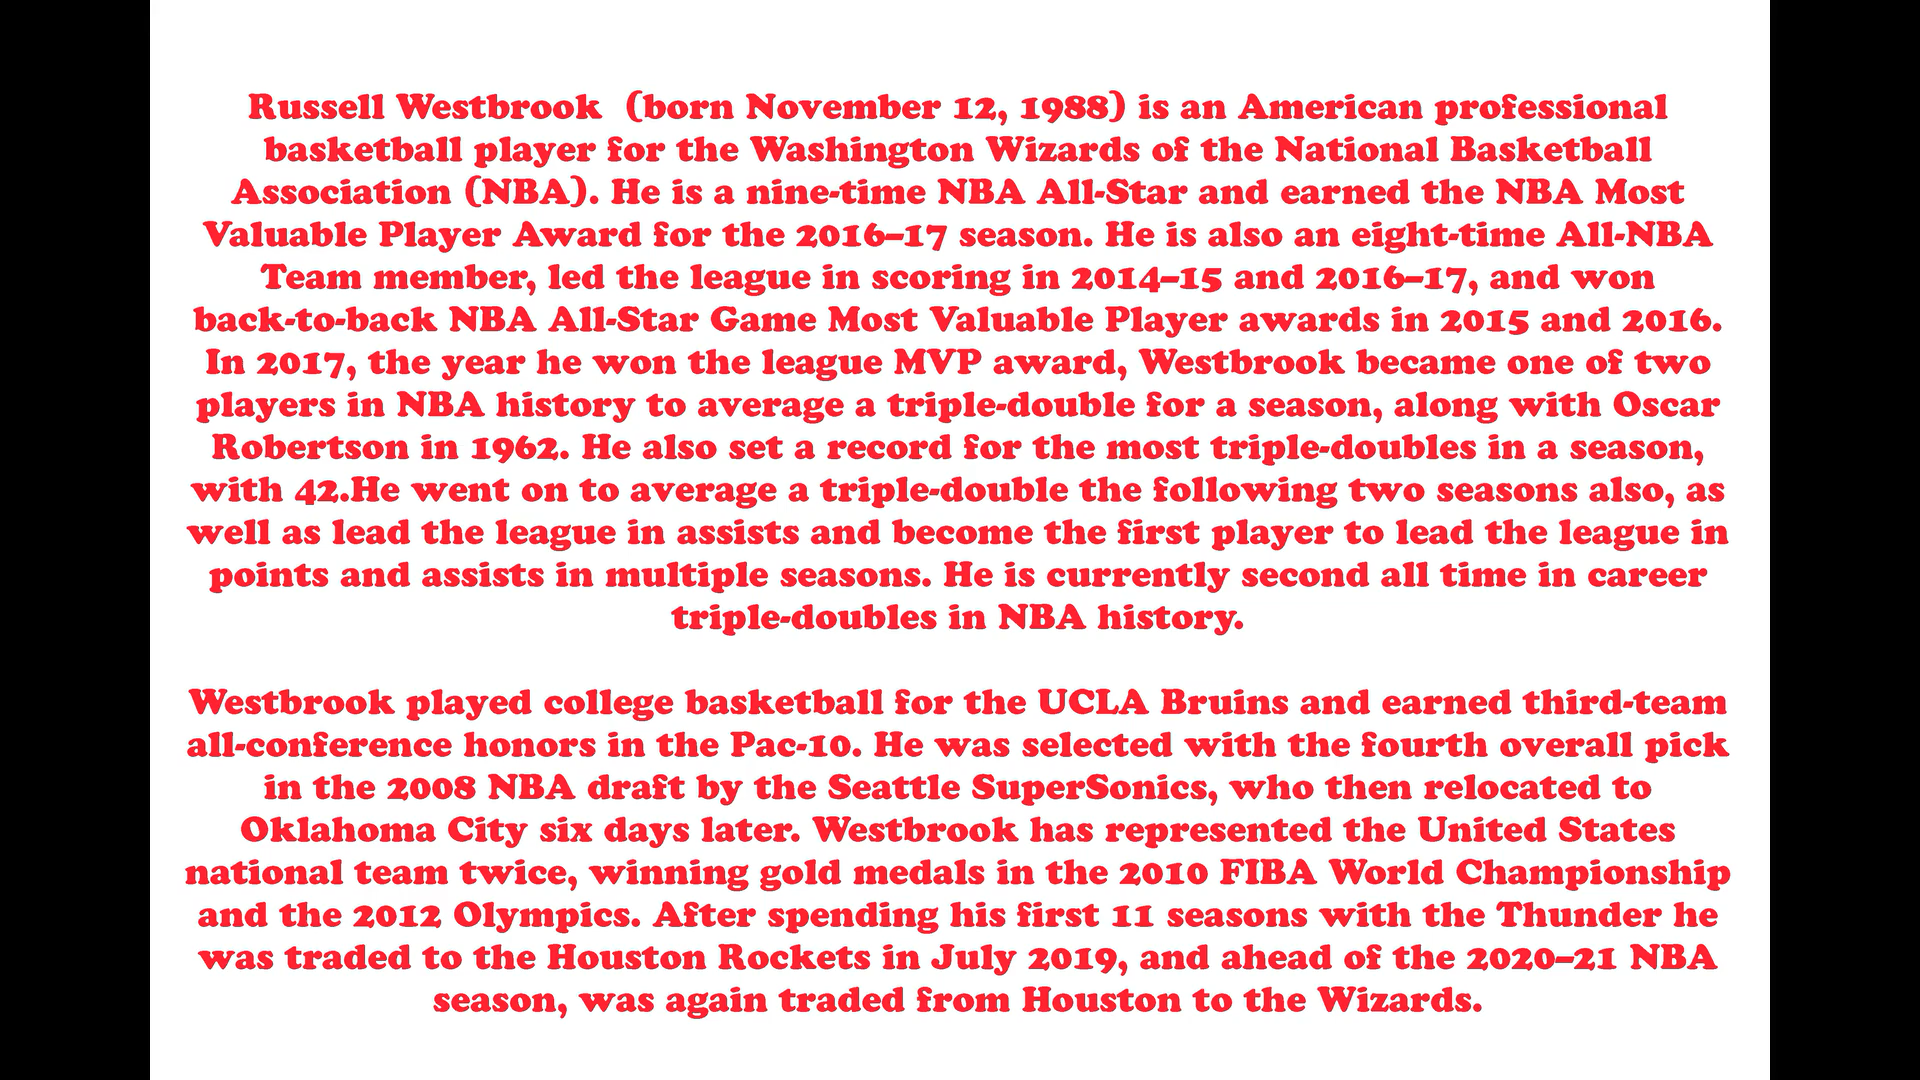 Russell Westbrook  (born November 12, 1988) is an American professional
basketball player for the Washington Wizards of the National Basketball
Association (NBA). He is a nine-time NBA All-Star and earned the NBA Most
Valuable Player Award for the 2016–17 season. He is also an eight-time All-NBA
Team member, led the league in scoring in 2014–15 and 2016–17, and won
back-to-back NBA All-Star Game Most Valuable Player awards in 2015 and 2016.
In 2017, the year he won the league MVP award, Westbrook became one of two
players in NBA history to average a triple-double for a season, along with Oscar
Robertson in 1962. He also set a record for the most triple-doubles in a season,
with 42.He went on to average a triple-double the following two seasons also, as
well as lead the league in assists and become the first player to lead the league in
points and assists in multiple seasons. He is currently second all time in career
triple-doubles in NBA history.
Westbrook played college basketball for the UCLA Bruins and earned third-team
all-conference honors in the Pac-10. He was selected with the fourth overall pick
in the 2008 NBA draft by the Seattle SuperSonics, who then relocated to
Oklahoma City six days later. Westbrook has represented the United States
national team twice, winning gold medals in the 2010 FIBA World Championship
and the 2012 Olympics. After spending his first 11 seasons with the Thunder he
was traded to the Houston Rockets in July 2019, and ahead of the 2020–21 NBA
season, was again traded from Houston to the Wizards.